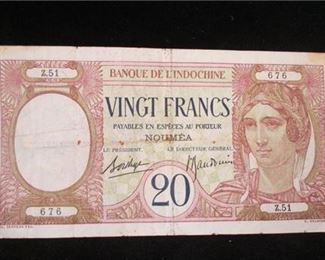 Z.51
BANQUE DE L'INDOCHINE
676
VINGT FRANCS
PAYABLES EN ESPÈCES AU PORTEUR
NOUMÉA
LE PRÉSIDENT,
LE DIRECTEUR GÉNÉRAL,
20
676
Z.51